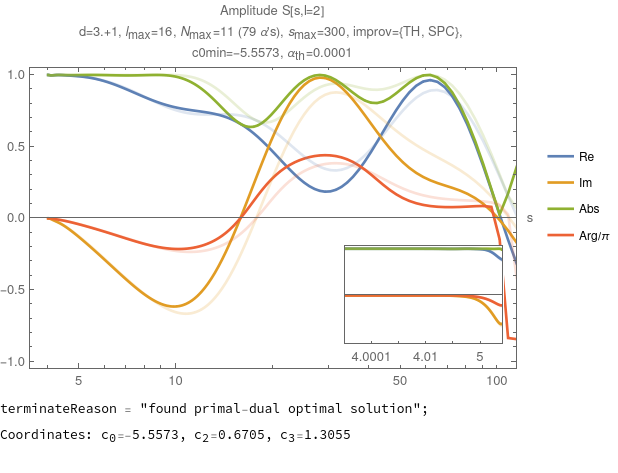 Amplitude S[s,l=2]
d=3.+1, lmax=16, Nmax=11 (79 α's), smax=300, improv={TH, SPC},
c0min=-5.5573, αth=0.0001
1.0
0.5
0.0
-0.5
-1.0
5
10
50
100
s
4.0001
4.01
5
Re
Im
Abs
Arg/π
terminateReason = "found primal-dual optimal solution";
Coordinates: c0=-5.5573, c2=0.6705, c3=1.3055